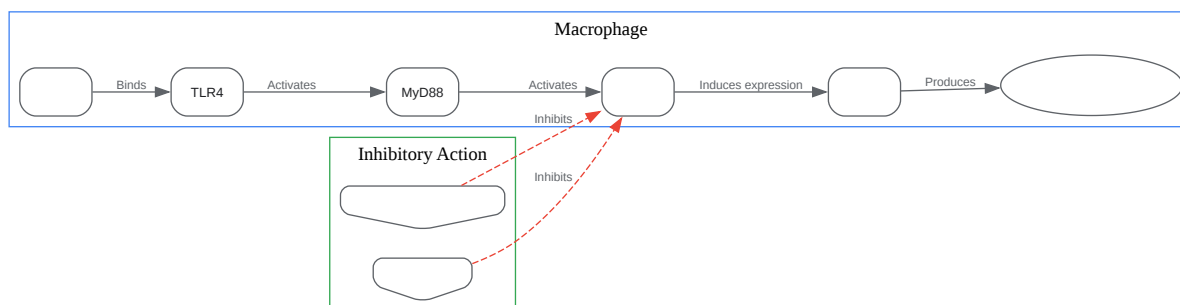 Macrophage
Binds
TLR4
Activates
MyD88
Activates
Induces expression
Produces
Inhibits
Inhibitory Action
Inhibits